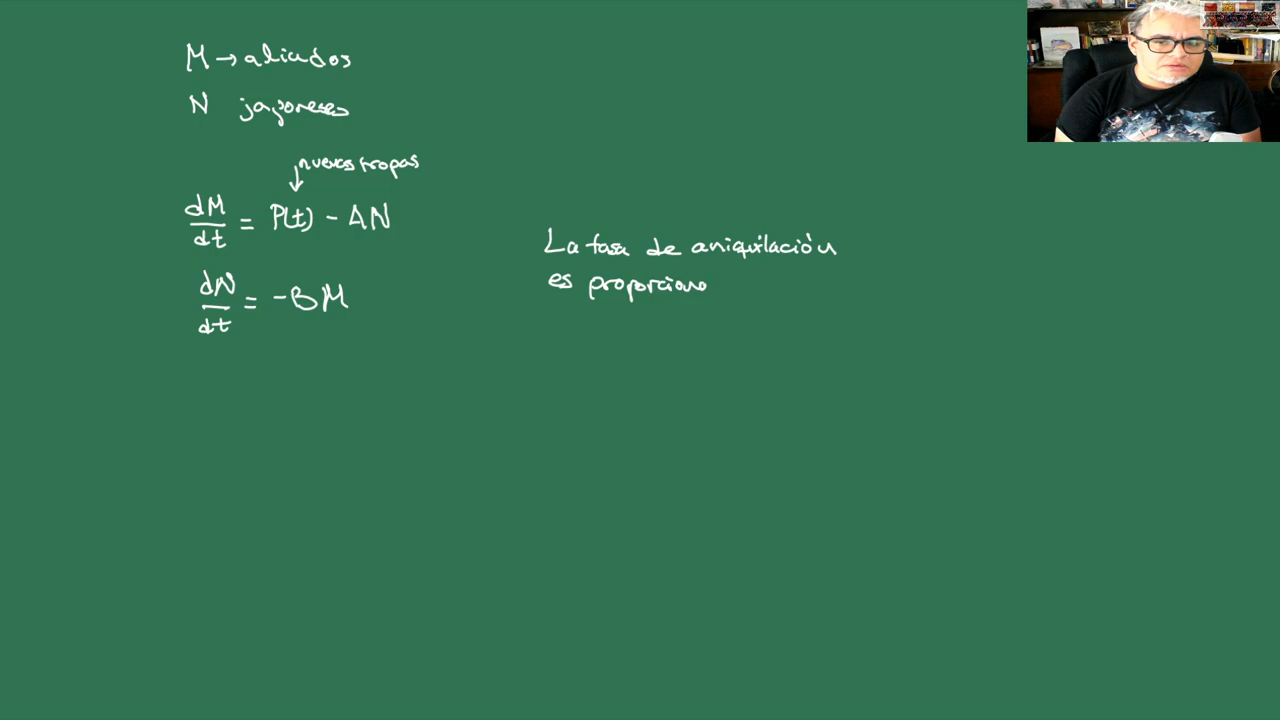 M → aliados
N japoneses
nuevas tropas
dM/dt = P(t) - AN
dN/dt = -BM
La tasa de aniquilación
es proporciona